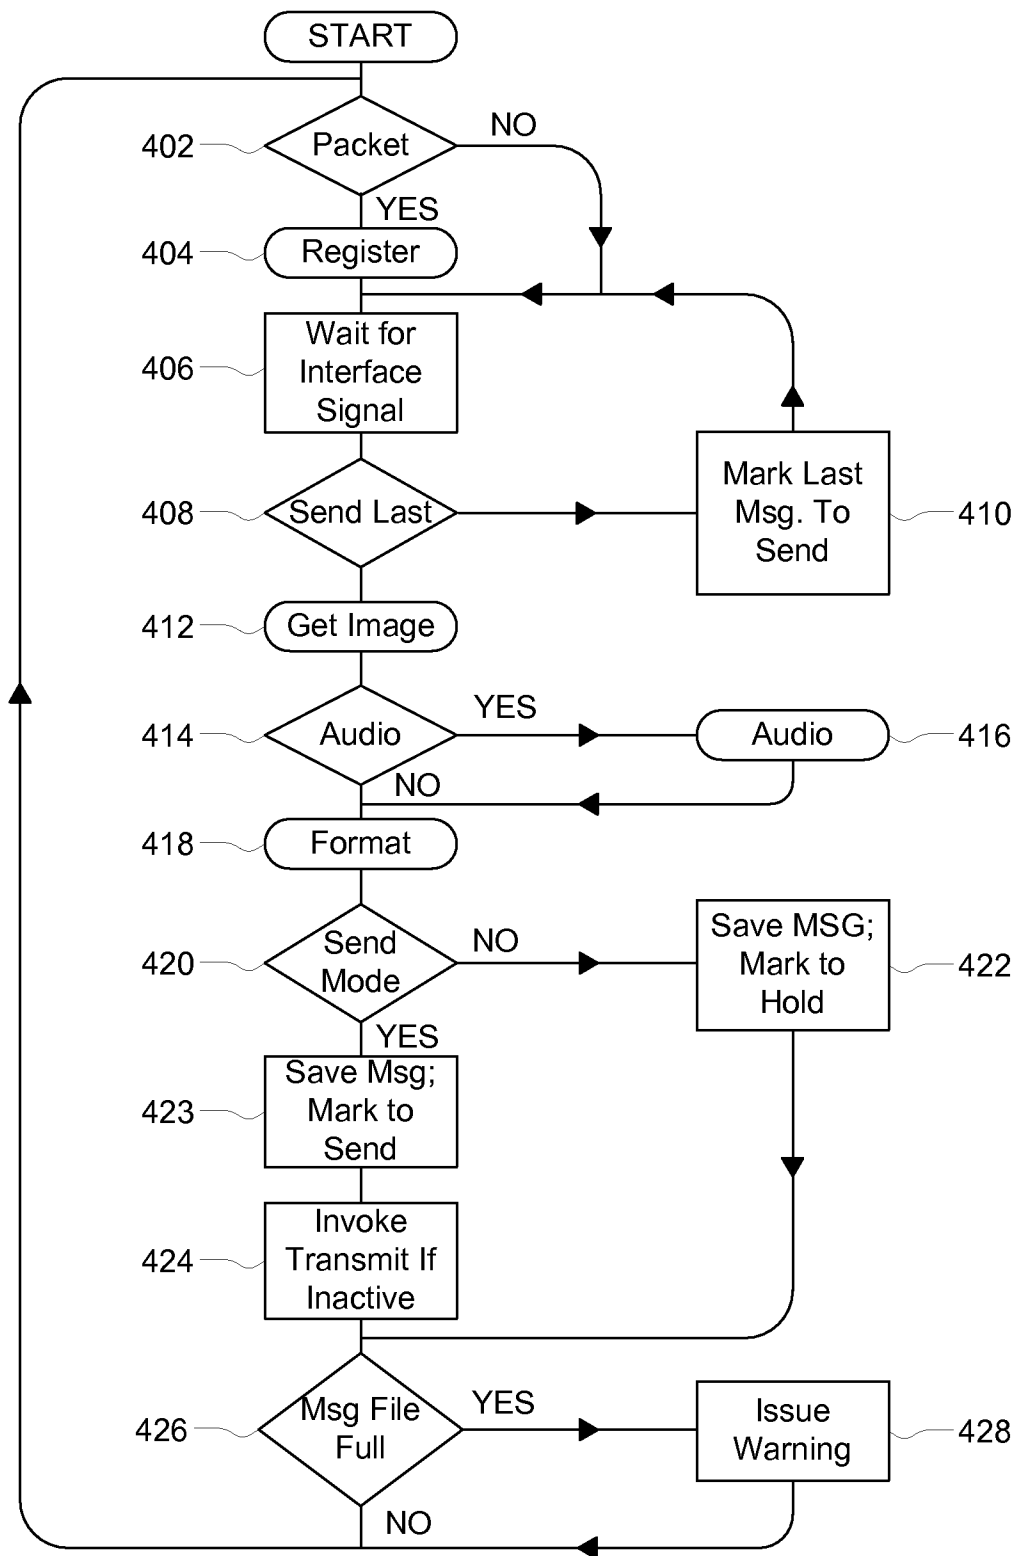 START
402
Packet
NO
YES
404
Register
406
Wait for
Interface
Signal
408
Send Last
Mark Last
Msg. To
Send
410
412
Get Image
414
Audio
YES
Audio
416
NO
418
Format
420
Send
Mode
NO
Save MSG;
Mark to
Hold
422
YES
423
Save Msg;
Mark to
Send
424
Invoke
Transmit If
Inactive
426
Msg File
Full
YES
Issue
Warning
428
NO